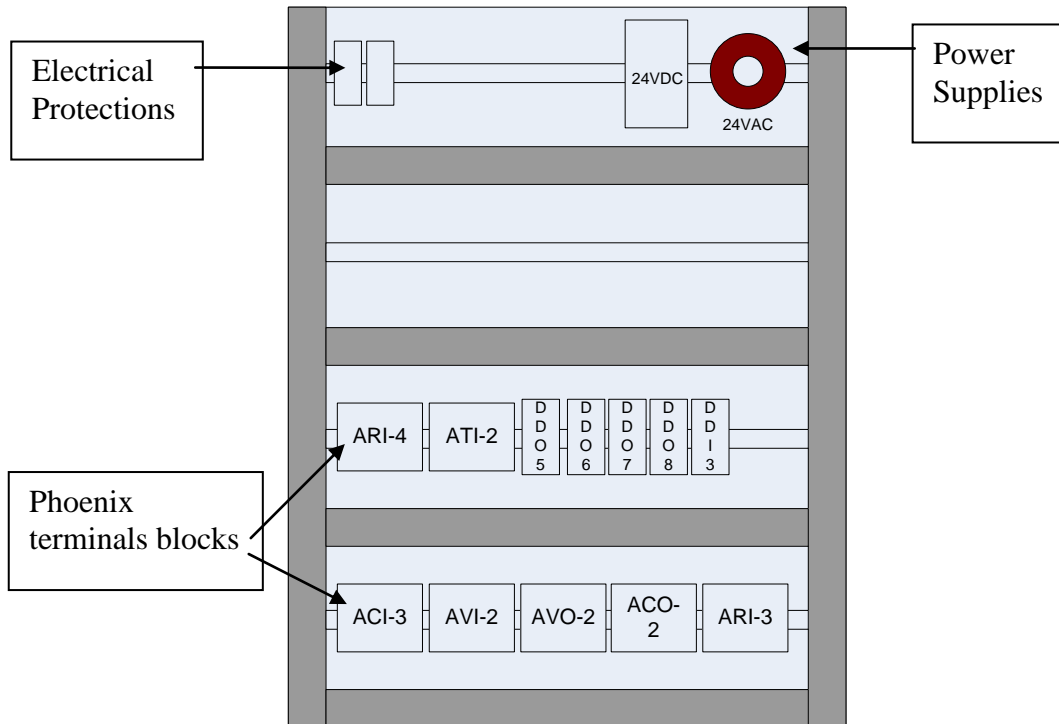 Electrical
Protections
Power
Supplies
24VDC
24VAC
ARI-4
ATI-2
D
D
O
5
D
D
O
6
D
D
O
7
D
D
O
8
D
D
I
3
Phoenix
terminals blocks
ACI-3
AVI-2
AVO-2
ACO-
2
ARI-3